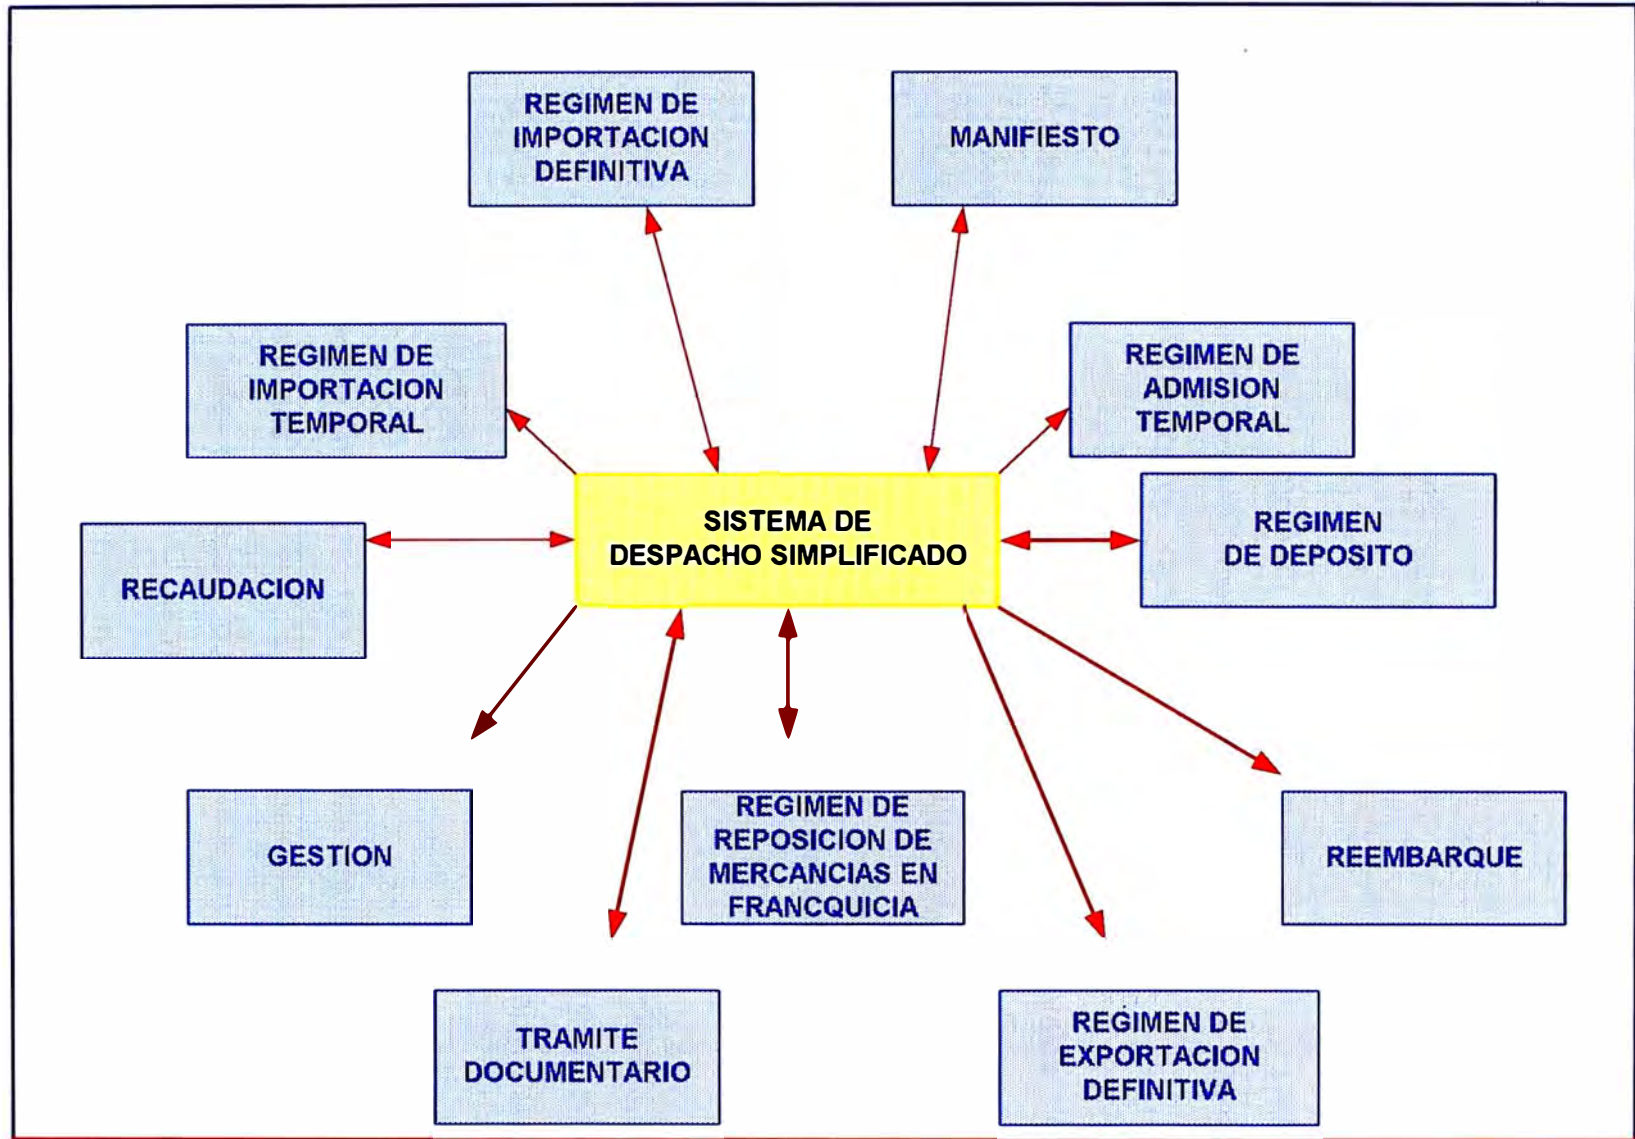 REGIMEN DE
IMPORTACION
DEFINITIVA
MANIFIESTO
REGIMEN DE
IMPORTACION
TEMPORAL
REGIMEN DE
ADMISION
TEMPORAL
SISTEMA DE
DESPACHO SIMPLIFICADO
REGIMEN
DE DEPOSITO
RECAUDACION
GESTION
REGIMEN DE
REPOSICION DE
MERCANCIAS EN
FRANCQUICIA
REEMBARQUE
TRAMITE
DOCUMENTARIO
REGIMEN DE
EXPORTACION
DEFINITIVA